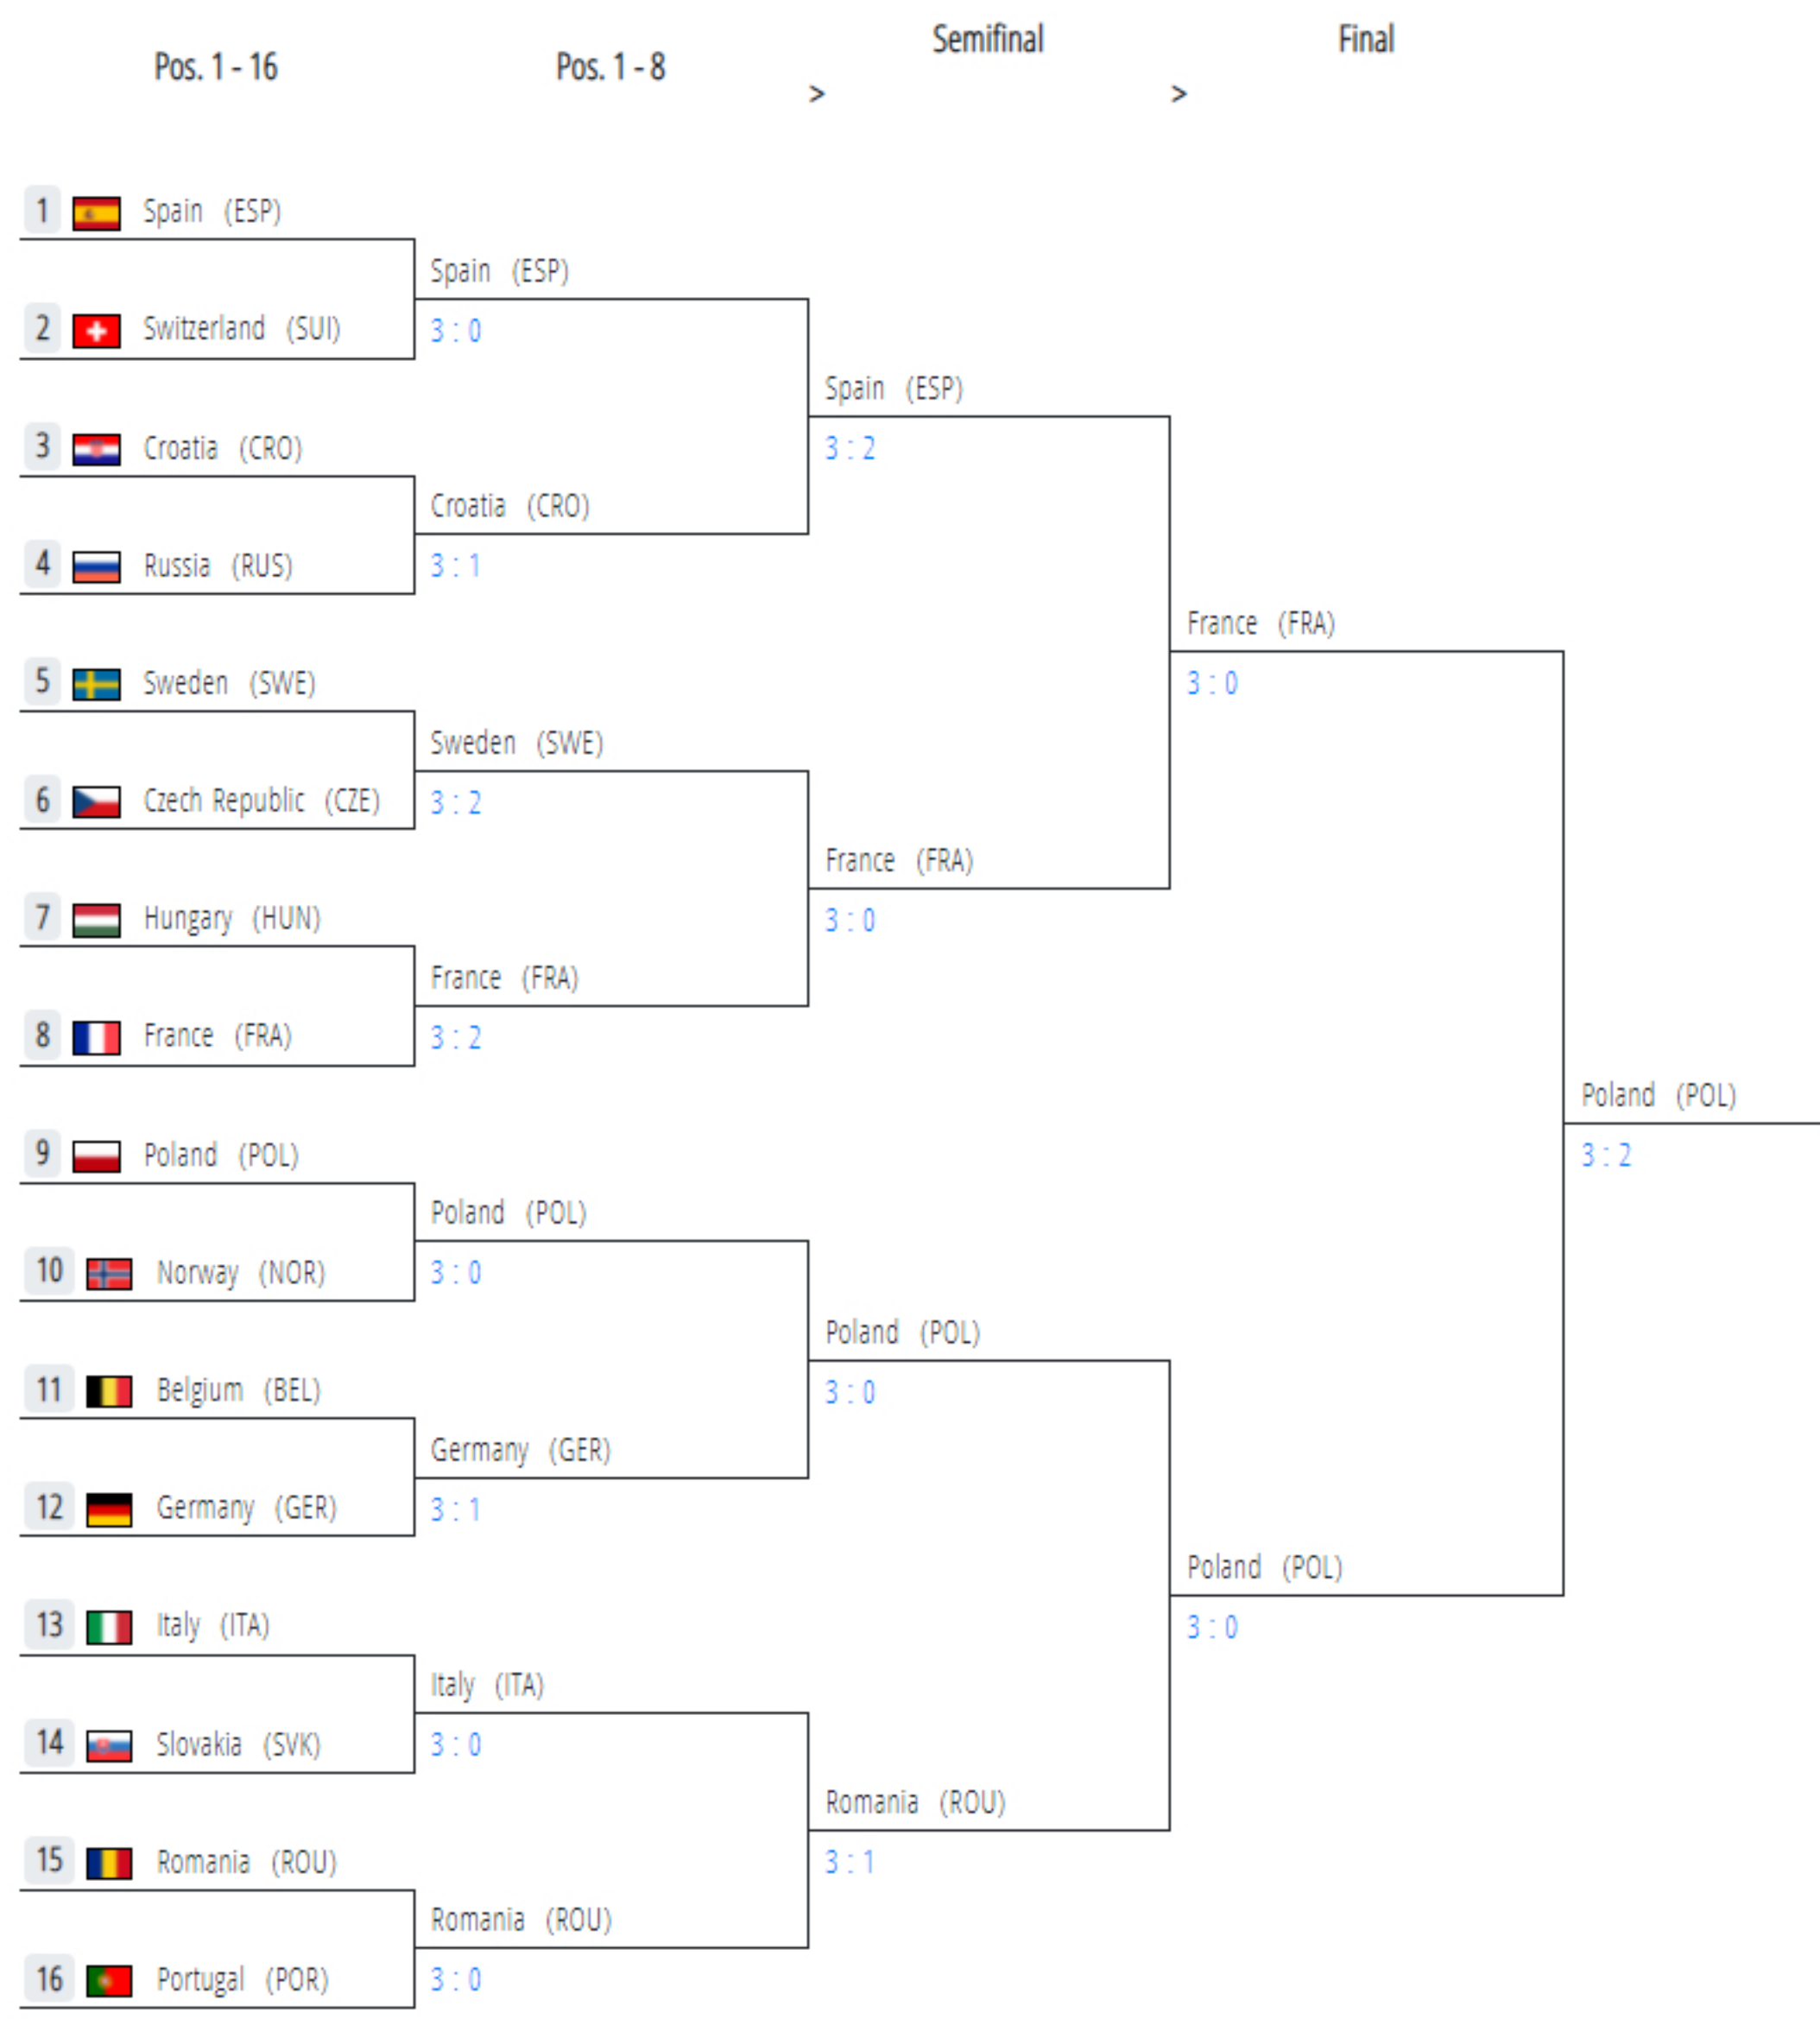 Semifinal Final
Pos. 1 - 16 Pos. 1 - 8
> >
1 Spain (ESP)
Spain (ESP)
2 Switzerland (SUI) 3 : 0
Spain (ESP)
3 Croatia (CRO) 3 : 2
Croatia (CRO)
4 Russia (RUS) 3 : 1
France (FRA)
5 Sweden (SWE) 3 : 0
Sweden (SWE)
6 Czech Republic (CZE) 3 : 2
France (FRA)
7 Hungary (HUN) 3 : 0
France (FRA)
8 France (FRA) 3 : 2
Poland (POL)
9 Poland (POL) 3 : 2
Poland (POL)
10 Norway (NOR) 3 : 0
Poland (POL)
11 Belgium (BEL) 3 : 0
Germany (GER)
12 Germany (GER) 3 : 1
Poland (POL)
13 Italy (ITA) 3 : 0
Italy (ITA)
14 Slovakia (SVK) 3 : 0
Romania (ROU)
15 Romania (ROU) 3 : 1
Romania (ROU)
16 Portugal (POR) 3 : 0